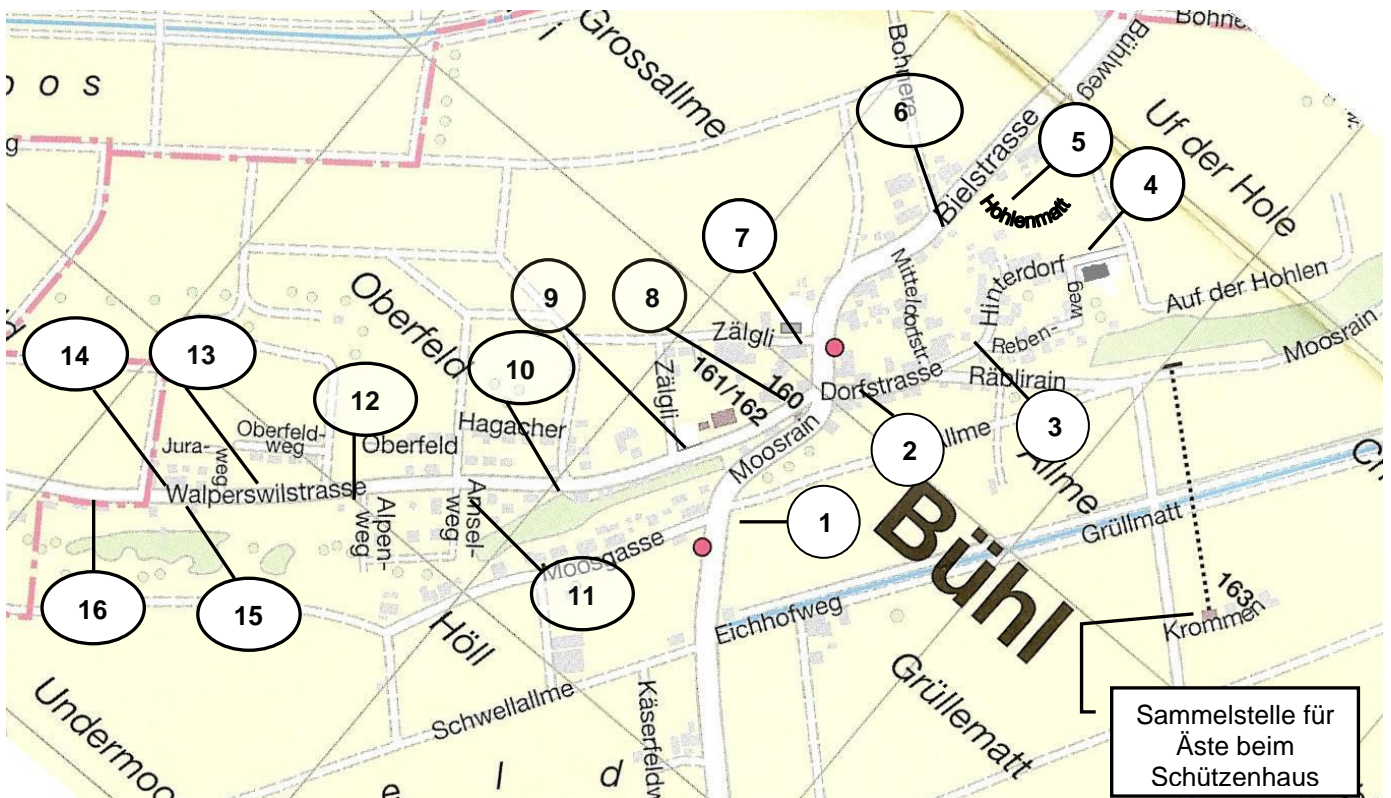 Bohne
Grossallme
i
Bohnere
Bühlweg
o o s
Uf der Hole
6
5
4
Bielstrasse
Hohlenmatt
g
7
Mitteldorfstr.
Hinterdorf
Auf der Hohlen
Oberfeld
9
8
Zälgli
Reben-
weg
Moosrain
14
13
10
Zälgli
161/162
160
Dorfstrasse
Räblirain
12
Hagacher
3
2
Allme
Allme
Oberfeld-
weg
Oberfeld
Jura-
weg
Moosrain
Walperswilstrasse
Alpen-
weg
Amsel-
weg
1
Bühl
Grüllmatt
Moosgasse
11
16
15
163
Krommen
Eichhofweg
Höll
Grüllematt
Undermoo
Schwellallme
Käserfeldw
Sammelstelle für
Äste beim
Schützenhaus
e l d